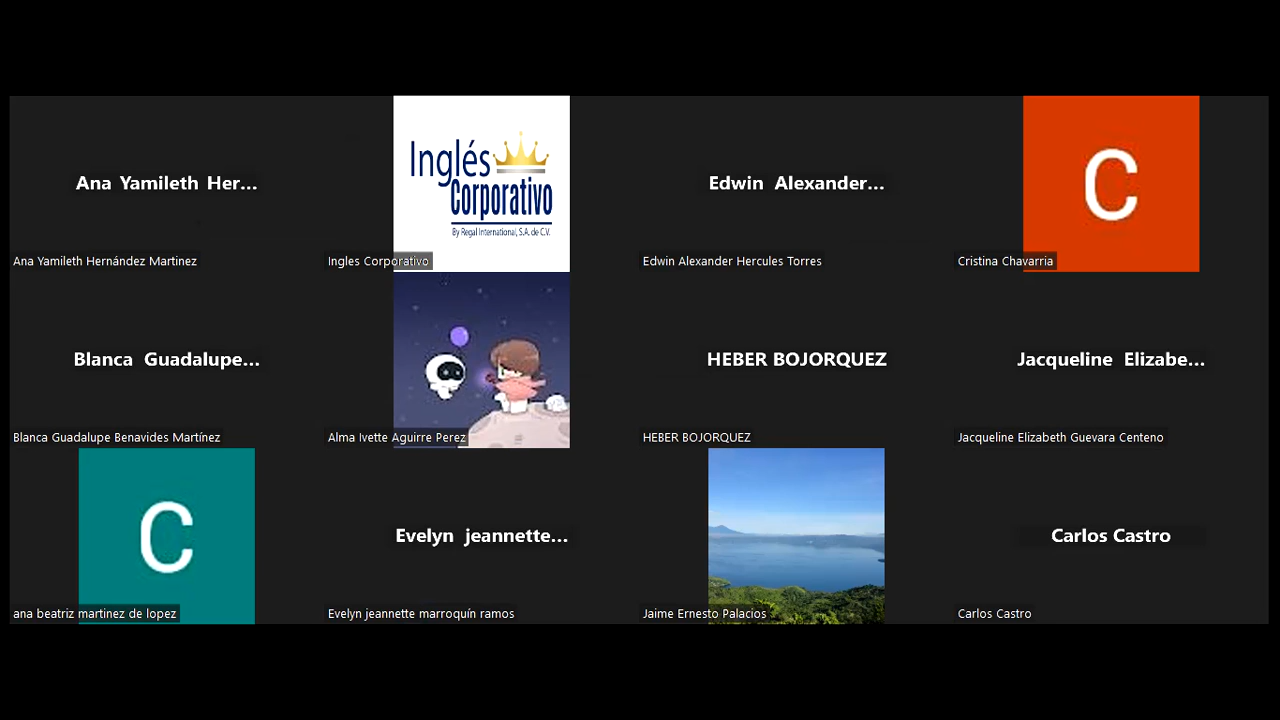 Ana Yamileth Her...
Ana Yamileth Hernández Martinez
Inglés
Corporativo
By Regal International, S.A. de C.V.
Ingles Corporativo
Edwin Alexander...
Edwin Alexander Hercules Torres
C
Cristina Chavarria
Blanca Guadalupe...
Blanca Guadalupe Benavides Martínez
Alma Ivette Aguirre Perez
HEBER BOJORQUEZ
HEBER BOJORQUEZ
Jacqueline Elizabe...
Jacqueline Elizabeth Guevara Centeno
C
ana beatriz martinez de lopez
Evelyn jeannette...
Evelyn jeannette marroquín ramos
Jaime Ernesto Palacios
Carlos Castro
Carlos Castro